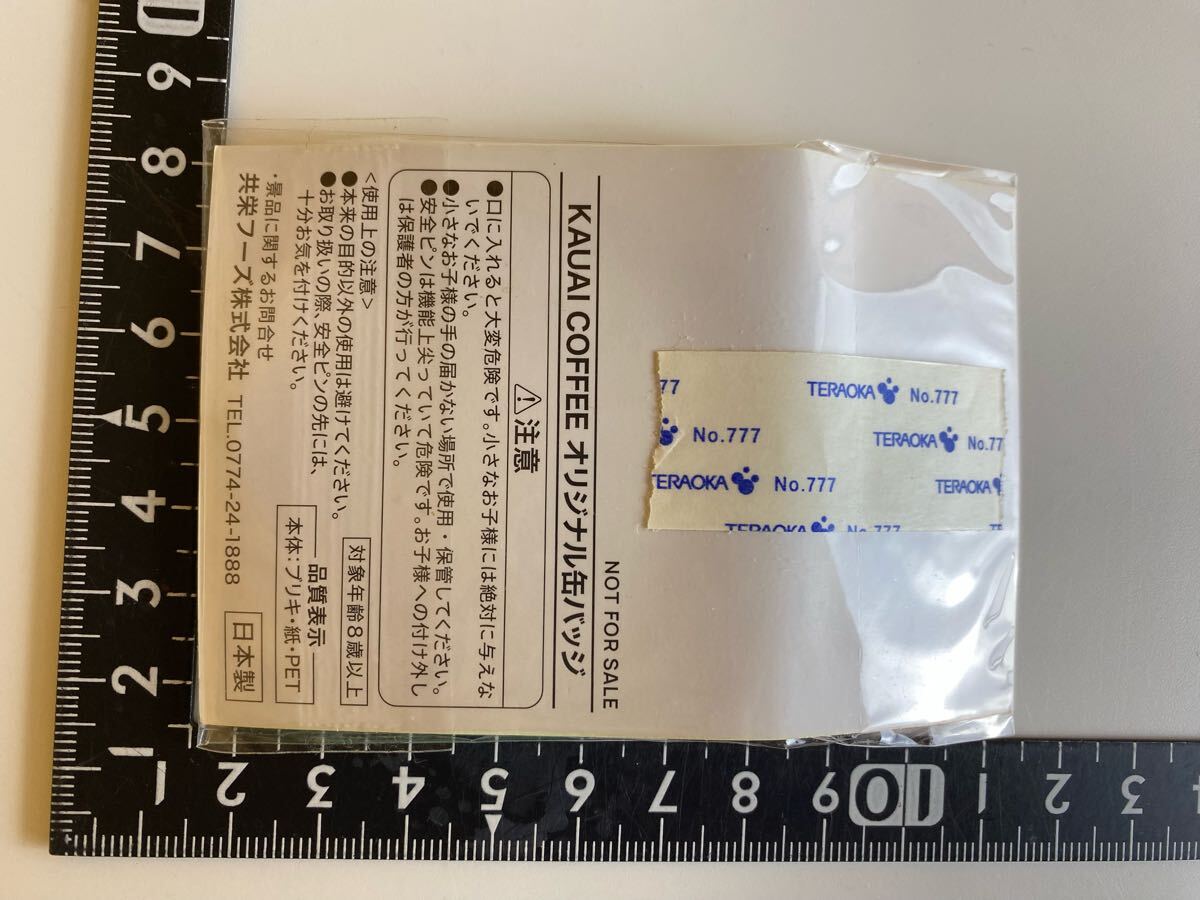 NOT FOR SALE
KAUAI COFFEE オリジナル缶バッジ
注意
●口に入れると大変危険です。小さなお子様には絶対に与えな
いでください。
●小さなお子様の手の届かない場所で使用・保管してください。
●安全ピンは機能上尖っていて危険です。お子様への付け外し
は保護者の方が行ってください。
<使用上の注意>
●本来の目的以外の使用は避けてください。
●お取り扱いの際、安全ピンの先には、
十分お気を付けください。
対象年齢8歳以上
品質表示
本体:ブリキ・紙・PET
・景品に関するお問合せ
共栄フーズ株式会社 TEL.0774-24-1888
日本製
77 TERAOKA No.777
No.777 TERAOKA No.77
TERAOKA No.777 TERAOKA
TERAOKA No.777 TE
10
9
8
7
6
5
4
3
2
1
2
3
4
5
6
7
8
9
10
1
2
3